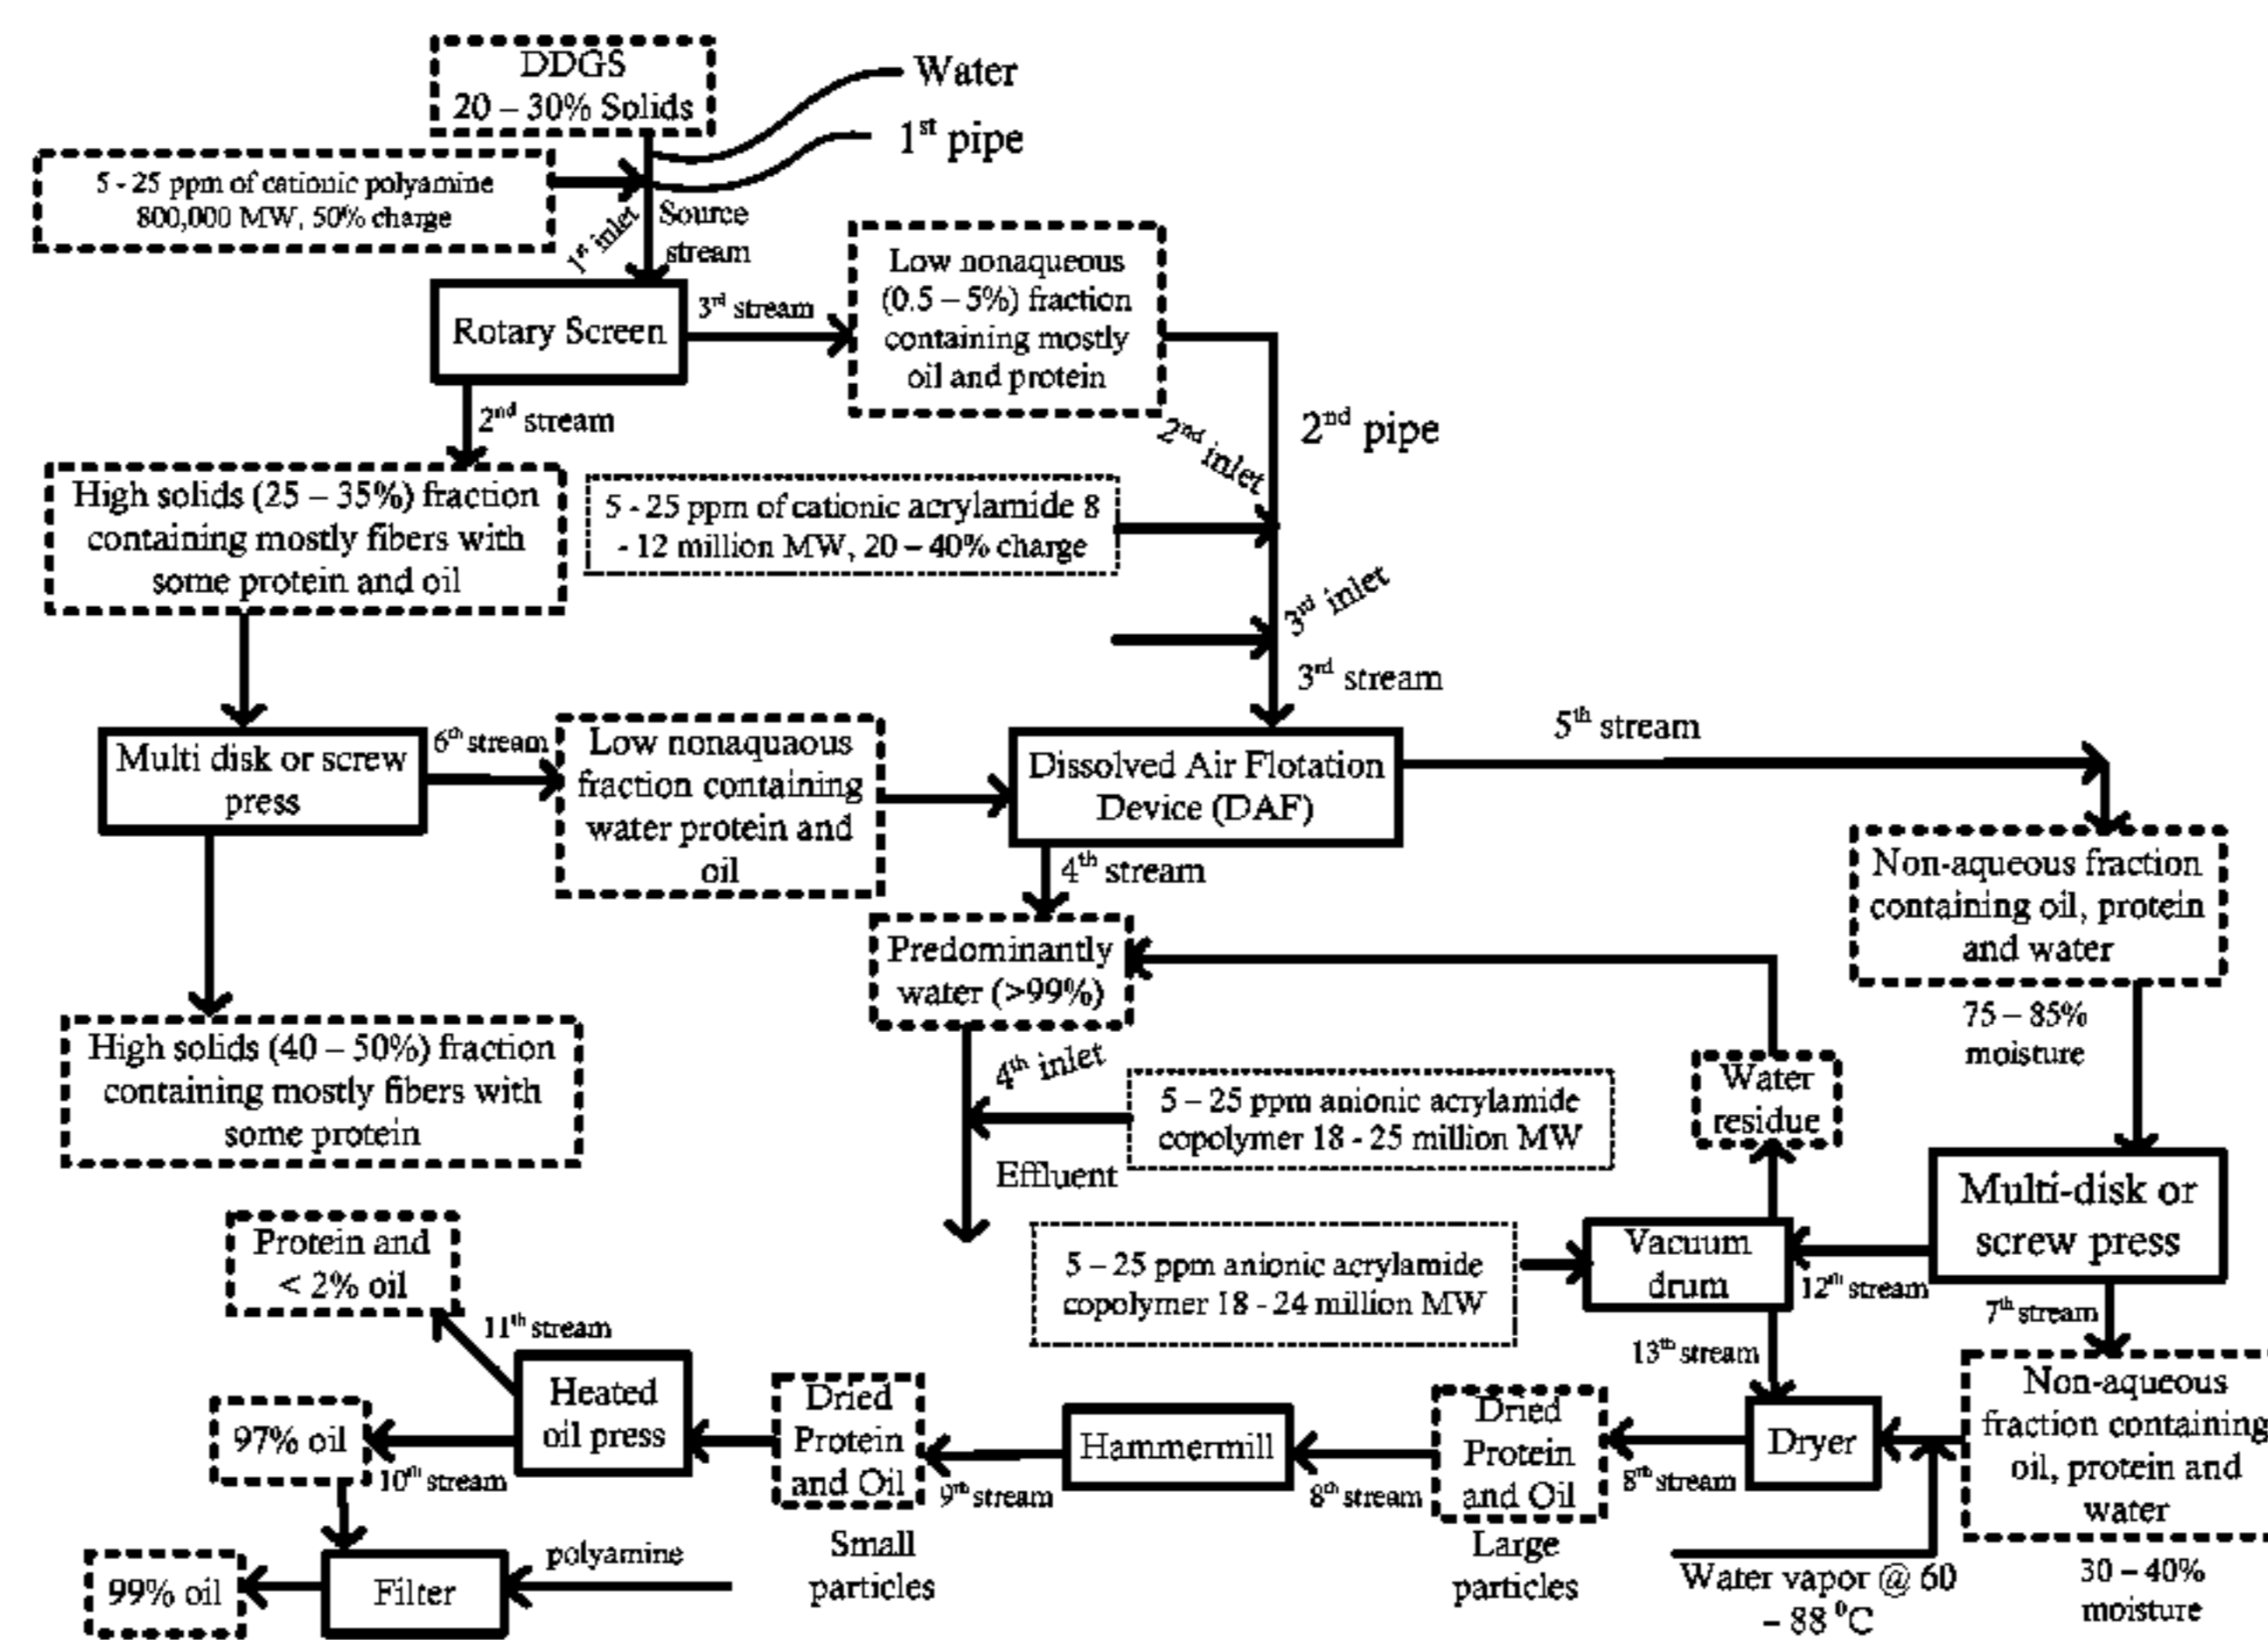 DDGS
20 – 30% Solids
Water
1st pipe
5 - 25 ppm of cationic polyamine
800,000 MW, 50% charge
1st inlet
Source
stream
Rotary Screen
3rd stream
Low nonaqueous
(0.5 – 5%) fraction
containing mostly
oil and protein
2nd stream
2nd inlet
2nd pipe
High solids (25 – 35%) fraction
containing mostly fibers with
some protein and oil
5 - 25 ppm of cationic acrylamide 8
- 12 million MW, 20 – 40% charge
3rd inlet
3rd stream
Multi disk or screw
press
6th stream
Low nonaquaous
fraction containing
water protein and
oil
Dissolved Air Flotation
Device (DAF)
5th stream
4th stream
Non-aqueous fraction
containing oil, protein
and water
75 – 85%
moisture
Predominantly
water (>99%)
High solids (40 – 50%) fraction
containing mostly fibers with
some protein
4th inlet
5 – 25 ppm anionic acrylamide
copolymer 18 - 25 million MW
Effluent
Water
residue
Multi-disk or
screw press
Protein and
< 2% oil
5 – 25 ppm anionic acrylamide
copolymer 18 - 24 million MW
Vacuum
drum
12th stream
7th stream
11th stream
13th stream
97% oil
Heated
oil press
10th stream
Dried
Protein
and Oil
9th stream
Small
particles
Hammermill
8th stream
Dried
Protein
and Oil
Large
particles
8th stream
Dryer
Non-aqueous
fraction containing
oil, protein and
water
30 – 40%
moisture
Water vapor @ 60
– 88 ⁰C
99% oil
Filter
polyamine